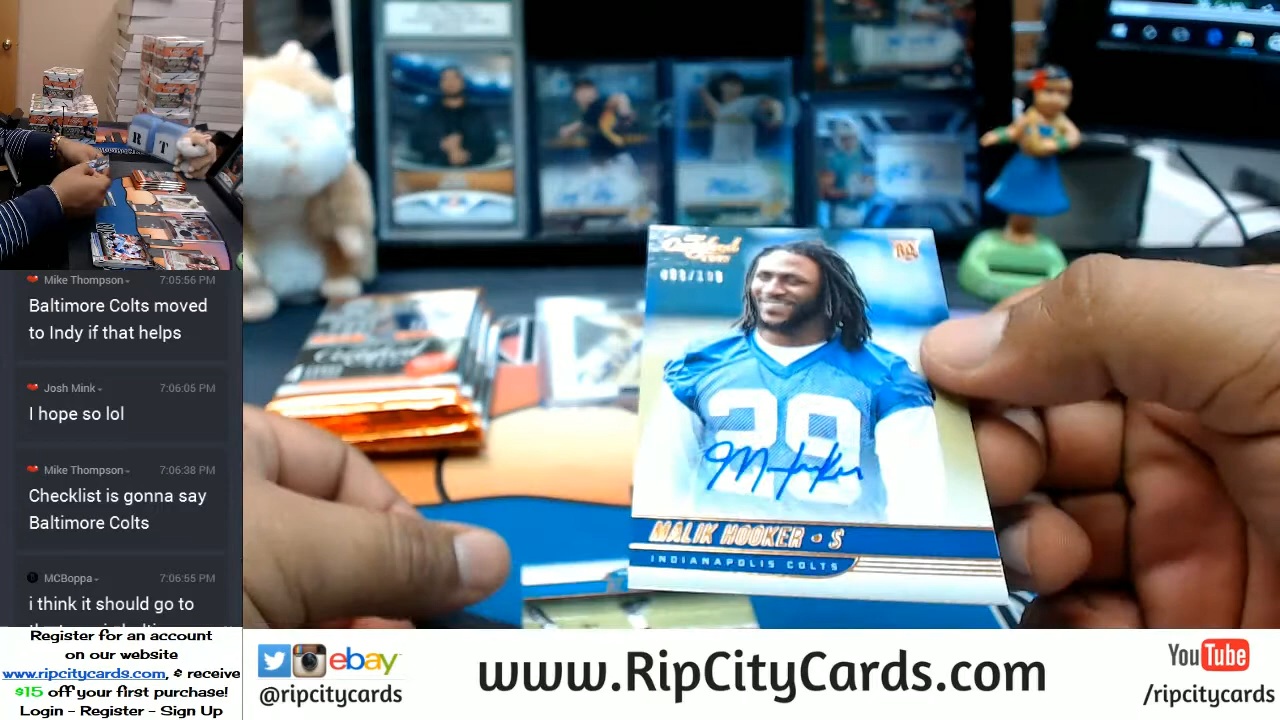 R T
Mike Thompson
7:05:56 PM
Baltimore Colts moved
to Indy if that helps
Josh Mink
7:06:05 PM
I hope so lol
Mike Thompson
7:06:38 PM
Checklist is gonna say
Baltimore Colts
MCBoppa
7:06:55 PM
i think it should go to
Register for an account
on our website
www.ripcitycards.com, & receive
$15 off your first purchase!
Login - Register - Sign Up
28
MALIK HOOKER • S
INDIANAPOLIS COLTS
ebay
@ripcitycards
www.RipCityCards.com
YouTube
/ripcitycards